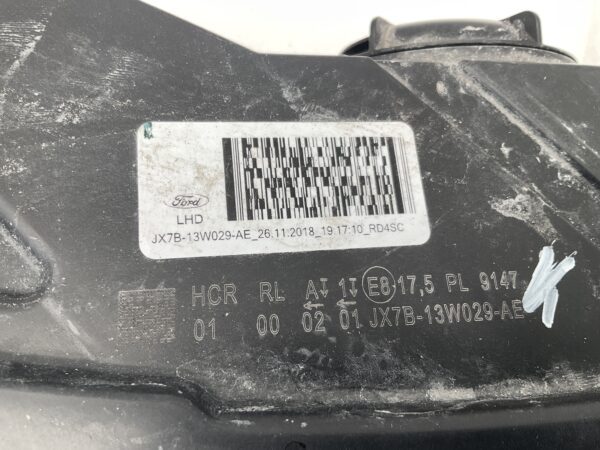 Ford
LHD
JX7B-13W029-AE_26.11.2018_19:17:10_RD4SC
HCR RL A↧ 1↧ E8 17,5 PL 9147
01 00 02 01 JX7B-13W029-AE